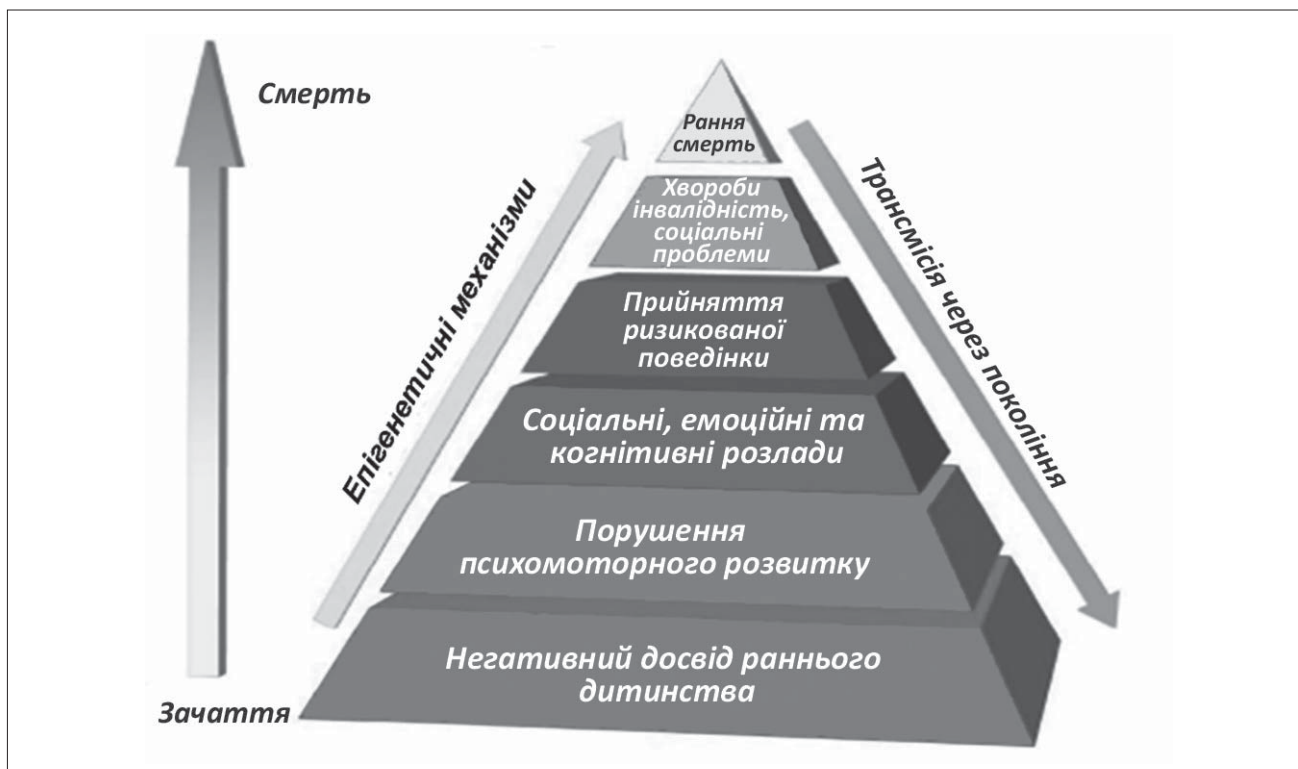 Смерть
Рання
смерть
Хвороби
інвалідність,
соціальні
проблеми
Прийняття
ризикованої
поведінки
Соціальні, емоційні та
когнітивні розлади
Порушення
психомоторного розвитку
Негативний досвід раннього
дитинства
Зачаття
Епігенетичні механізми
Трансмісія через покоління